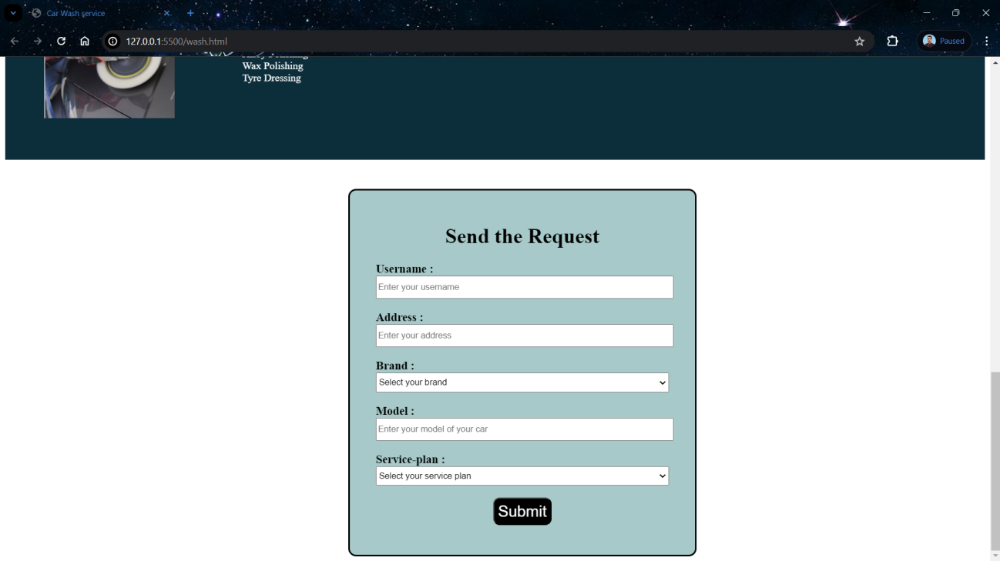 Car Wash service
127.0.0.1:5500/wash.html
Paused
Wax Polishing
Tyre Dressing
Send the Request
Username :
Enter your username
Address :
Enter your address
Brand :
Select your brand
Model :
Enter your model of your car
Service-plan :
Select your service plan
Submit